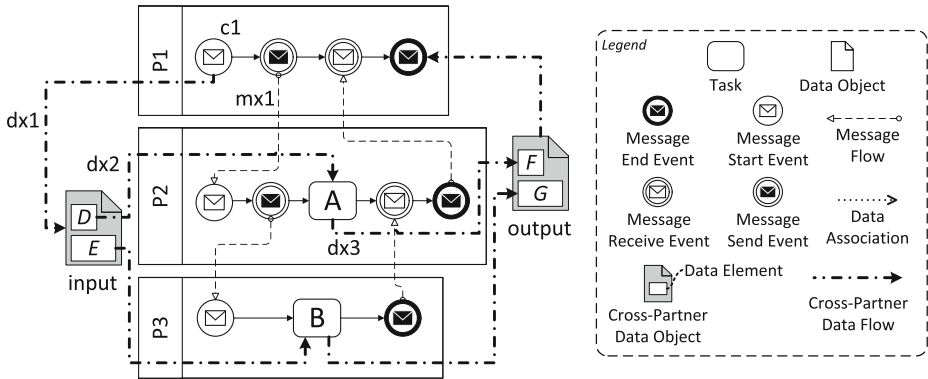 P1
c1
mx1
dx1
dx2
P2
A
dx3
D
E
input
F
G
output
P3
B
Legend
Task
Data Object
Message
End Event
Message
Start Event
Message
Flow
Message
Receive Event
Message
Send Event
Data
Association
Data Element
Cross-Partner
Data Object
Cross-Partner
Data Flow